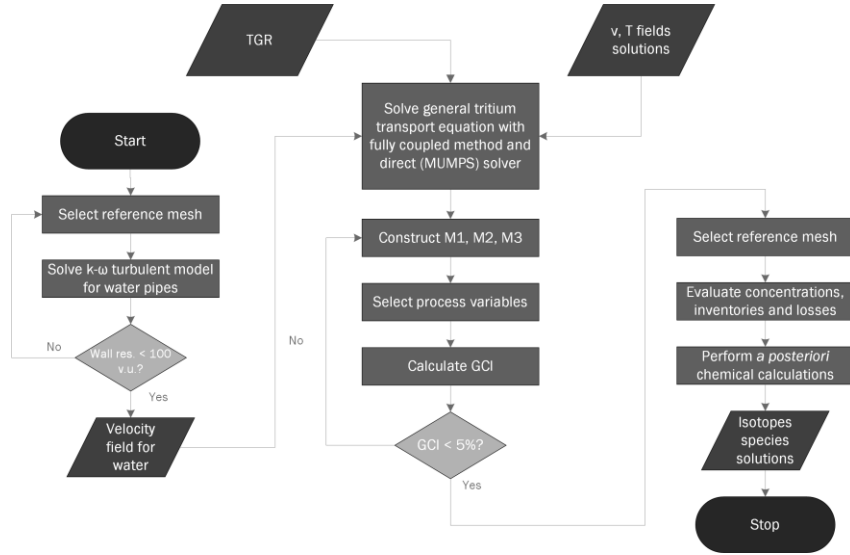 TGR
v, T fields
solutions
Start
Select reference mesh
Solve k-ω turbulent model
for water pipes
No
Wall res. < 100
v.u.?
Yes
Velocity
field for
water
Solve general tritium
transport equation with
fully coupled method and
direct (MUMPS) solver
Construct M1, M2, M3
Select process variables
No
Calculate GCI
GCI < 5%?
Yes
Select reference mesh
Evaluate concentrations,
inventories and losses
Perform a posteriori
chemical calculations
Isotopes
species
solutions
Stop